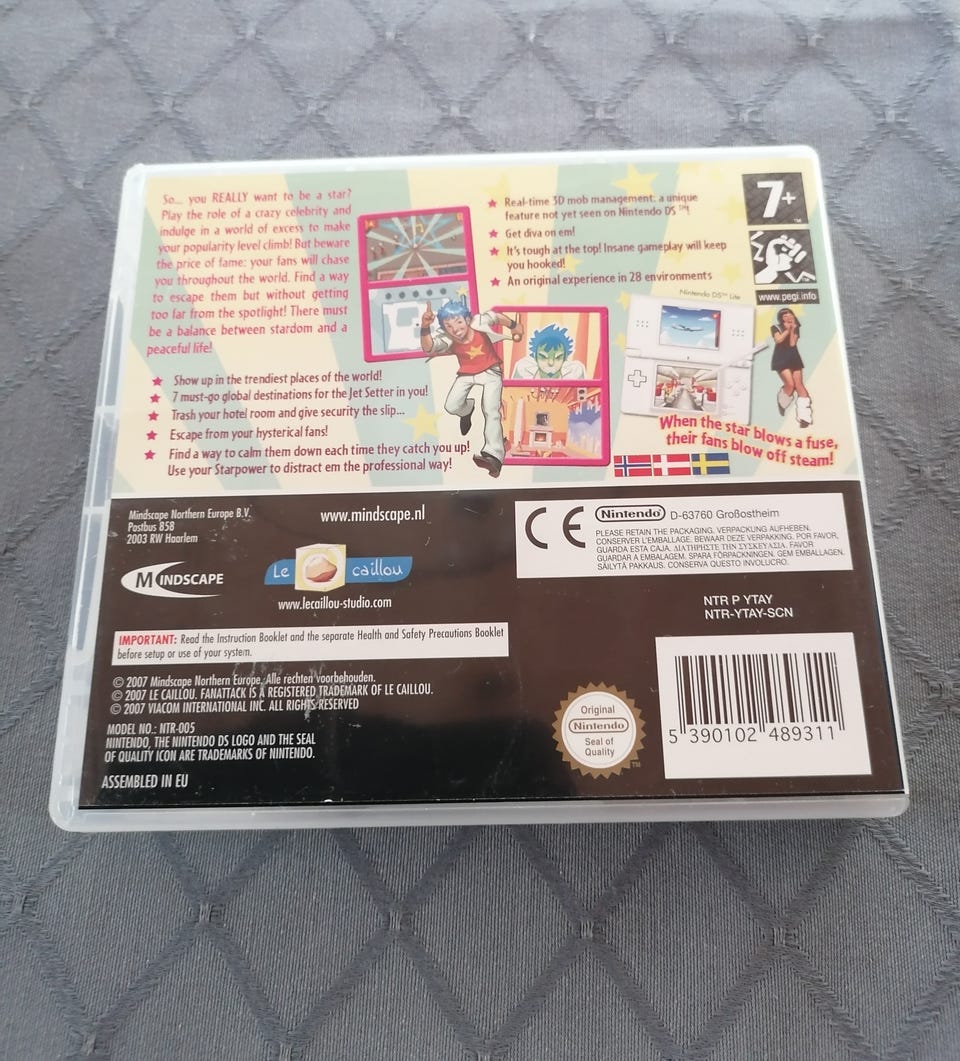 So... you REALLY want to be a star?
Play the role of a crazy celebrity and
indulge in a world of excess to make
your popularity level climb! But beware
the price of fame: your fans will chase
you throughout the world. Find a way
to escape them but without getting
too far from the spotlight! There must
be a balance between stardom and a
peaceful life!
Show up in the trendiest places of the world!
7 must-go global destinations for the Jet Setter in you!
Trash your hotel room and give security the slip...
Escape from your hysterical fans!
Find a way to calm them down each time they catch you up!
Use your Starpower to distract em the professional way!
Real-time 3D mob management: a unique
feature not yet seen on Nintendo DS ™!
Get diva on em!
It's tough at the top! Insane gameplay will keep
you hooked!
An original experience in 28 environments
7+
™
www.pegi.info
Nintendo DS™ Lite
When the star blows a fuse,
their fans blow off steam!
Mindscape Northern Europe B.V.
Postbus 858
2003 RW Haarlem
www.mindscape.nl
MINDSCAPE
Le caillou
www.lecaillou-studio.com
CE Nintendo D-63760 Großostheim
PLEASE RETAIN THE PACKAGING. VERPACKUNG AUFHEBEN.
CONSERVER L'EMBALLAGE. BEWAAR DEZE VERPAKKING. POR FAVOR,
GUARDA ESTA CAJA. ΔΙΑΤΗΡΗΣΤΕ ΤΗΝ ΣΥΣΚΕΥΑΣΙΑ. FAVOR
GUARDAR A EMBALAGEM. SPARA FÖRPACKNINGEN. GEM EMBALLAGEN.
SÄILYTÄ PAKKAUS. CONSERVA QUESTO INVOLUCRO.
NTR P YTAY
NTR-YTAY-SCN
IMPORTANT: Read the Instruction Booklet and the separate Health and Safety Precautions Booklet
before setup or use of your system.
© 2007 Mindscape Northern Europe. Alle rechten voorbehouden.
© 2007 LE CAILLOU. FANATTACK IS A REGISTERED TRADEMARK OF LE CAILLOU.
© 2007 VIACOM INTERNATIONAL INC. ALL RIGHTS RESERVED
MODEL NO.: NTR-005
NINTENDO, THE NINTENDO DS LOGO AND THE SEAL
OF QUALITY ICON ARE TRADEMARKS OF NINTENDO.
ASSEMBLED IN EU
Original
Nintendo
Seal of
Quality
TM
5 390102 489311